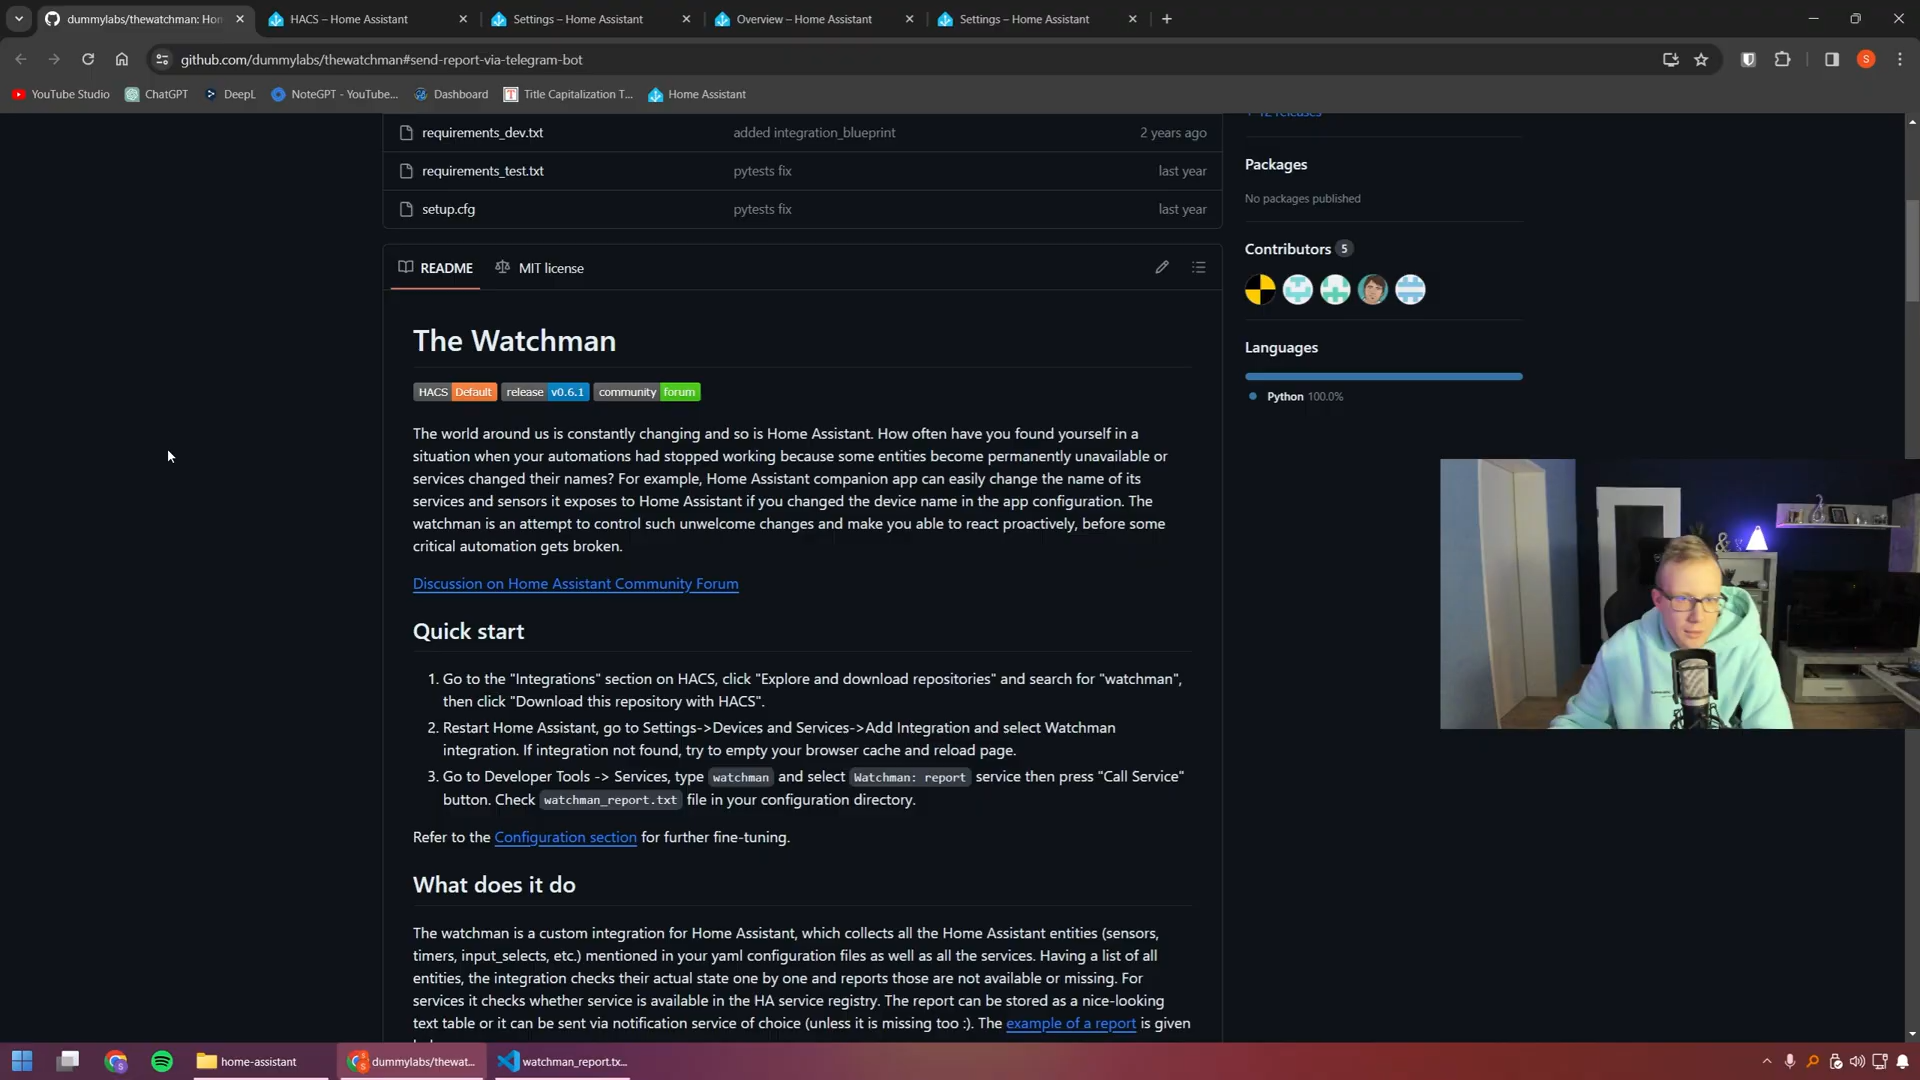 dummylabs/thewatchman: Hom
HACS – Home Assistant
Settings – Home Assistant
Overview – Home Assistant
Settings – Home Assistant
github.com/dummylabs/thewatchman#send-report-via-telegram-bot
S
YouTube Studio
ChatGPT
DeepL
NoteGPT - YouTube...
Dashboard
Title Capitalization T...
Home Assistant
requirements_dev.txt
added integration_blueprint
2 years ago
requirements_test.txt
pytests fix
last year
setup.cfg
pytests fix
last year
README
MIT license
The Watchman
HACS Default release v0.6.1 community forum
The world around us is constantly changing and so is Home Assistant. How often have you found yourself in a
situation when your automations had stopped working because some entities become permanently unavailable or
services changed their names? For example, Home Assistant companion app can easily change the name of its
services and sensors it exposes to Home Assistant if you changed the device name in the app configuration. The
watchman is an attempt to control such unwelcome changes and make you able to react proactively, before some
critical automation gets broken.
Discussion on Home Assistant Community Forum
Quick start
1. Go to the "Integrations" section on HACS, click "Explore and download repositories" and search for "watchman",
then click "Download this repository with HACS".
2. Restart Home Assistant, go to Settings->Devices and Services->Add Integration and select Watchman
integration. If integration not found, try to empty your browser cache and reload page.
3. Go to Developer Tools -> Services, type watchman and select Watchman: report service then press "Call Service"
button. Check watchman_report.txt file in your configuration directory.
Refer to the Configuration section for further fine-tuning.
What does it do
The watchman is a custom integration for Home Assistant, which collects all the Home Assistant entities (sensors,
timers, input_selects, etc.) mentioned in your yaml configuration files as well as all the services. Having a list of all
entities, the integration checks their actual state one by one and reports those are not available or missing. For
services it checks whether service is available in the HA service registry. The report can be stored as a nice-looking
text table or it can be sent via notification service of choice (unless it is missing too :). The example of a report is given
+ 12 releases
Packages
No packages published
Contributors 5
Languages
Python 100.0%
&
home-assistant
dummylabs/thewat...
watchman_report.tx...